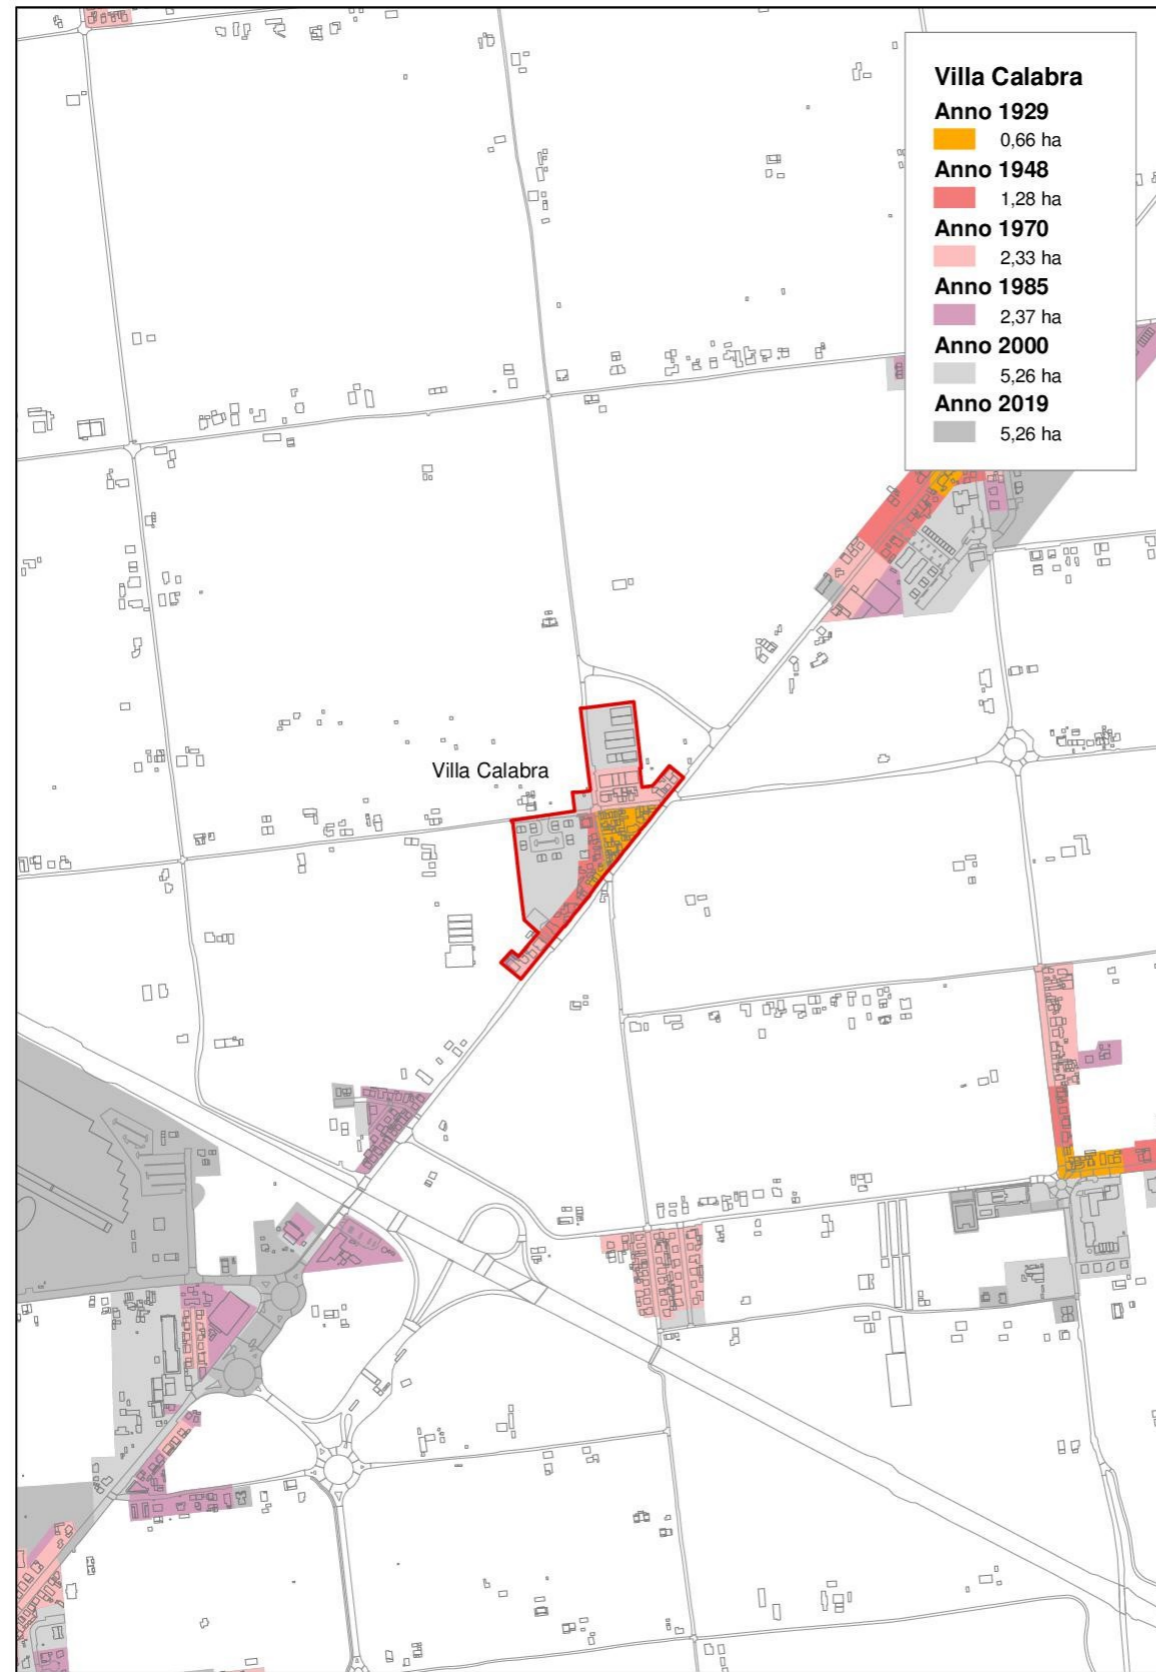 Villa Calabra
Anno 1929
0,66 ha
Anno 1948
1,28 ha
Anno 1970
2,33 ha
Anno 1985
2,37 ha
Anno 2000
5,26 ha
Anno 2019
5,26 ha
Villa Calabra